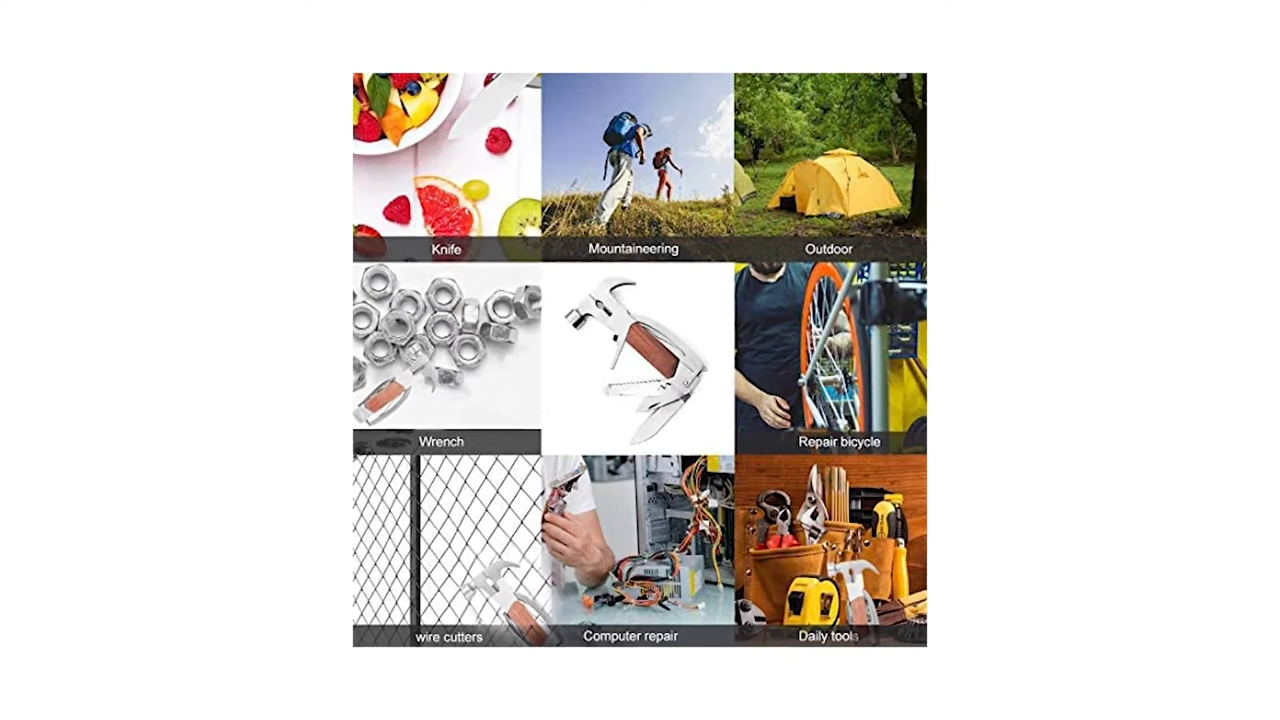 Knife
Mountaineering
Outdoor
Wrench
Repair bicycle
wire cutters
Computer repair
Daily tools